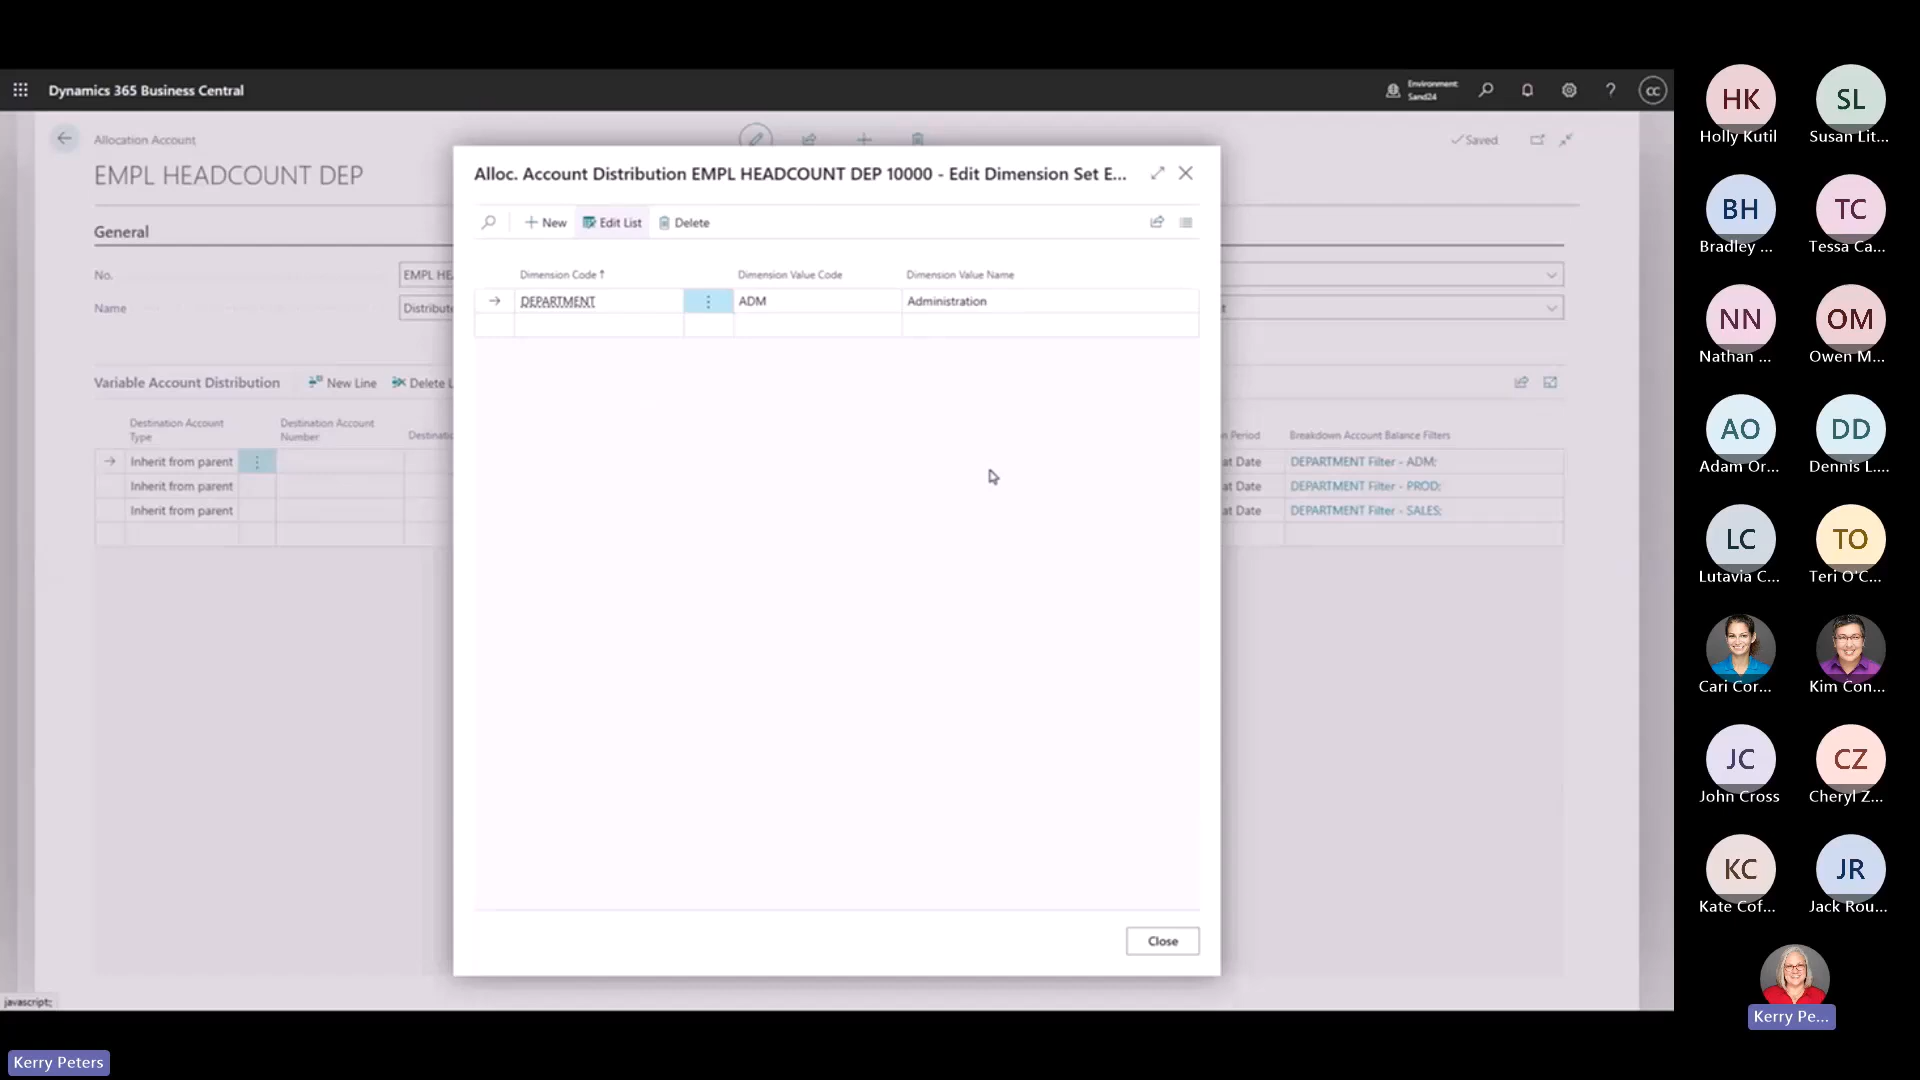 Dynamics 365 Business Central
Environment:
Sand24
?
CC
Allocation Account
Saved
EMPL HEADCOUNT DEP
General
No.
EMPL HE
Name
Distribut
Variable Account Distribution
New Line
Delete L
Destination Account
Type
Destination Account
Number
Destinatio
n Period
Breakdown Account Balance Filters
Inherit from parent
at Date
DEPARTMENT Filter - ADM;
Inherit from parent
at Date
DEPARTMENT Filter - PROD;
Inherit from parent
at Date
DEPARTMENT Filter - SALES;
Alloc. Account Distribution EMPL HEADCOUNT DEP 10000 - Edit Dimension Set E...
New
Edit List
Delete
Dimension Code ↑
Dimension Value Code
Dimension Value Name
DEPARTMENT
ADM
Administration
Close
javascript:
Kerry Peters
HK
Holly Kutil
SL
Susan Lit...
BH
Bradley ...
TC
Tessa Ca...
NN
Nathan ...
OM
Owen M...
AO
Adam Or...
DD
Dennis L...
LC
Lutavia C...
TO
Teri O'C...
Cari Cor...
Kim Con...
JC
John Cross
CZ
Cheryl Z...
KC
Kate Cof...
JR
Jack Rou...
Kerry Pe...